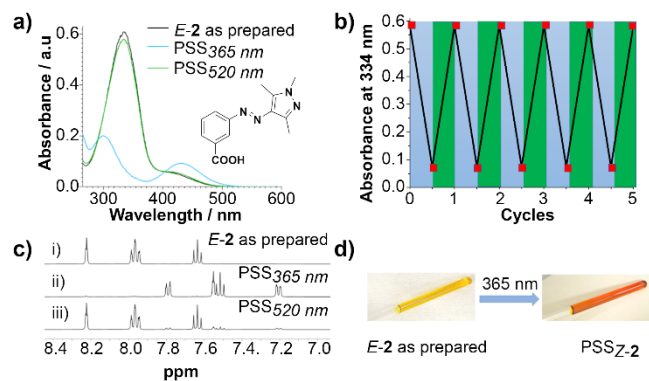 a)
E-2 as prepared
PSS365 nm
PSS520 nm
Absorbance / a.u
0.6
0.4
0.2
0.0
300
400
500
600
Wavelength / nm
N
N
N
N
COOH
b)
Absorbance at 334 nm
0.6
0.5
0.4
0.3
0.2
0.1
0.0
0 1 2 3 4 5
Cycles
c)
i) E-2 as prepared
ii) PSS365 nm
iii) PSS520 nm
8.4 8.2 8.0 7.8 7.6 7.4 7.2 7.0
ppm
d)
365 nm
E-2 as prepared
PSSZ-2